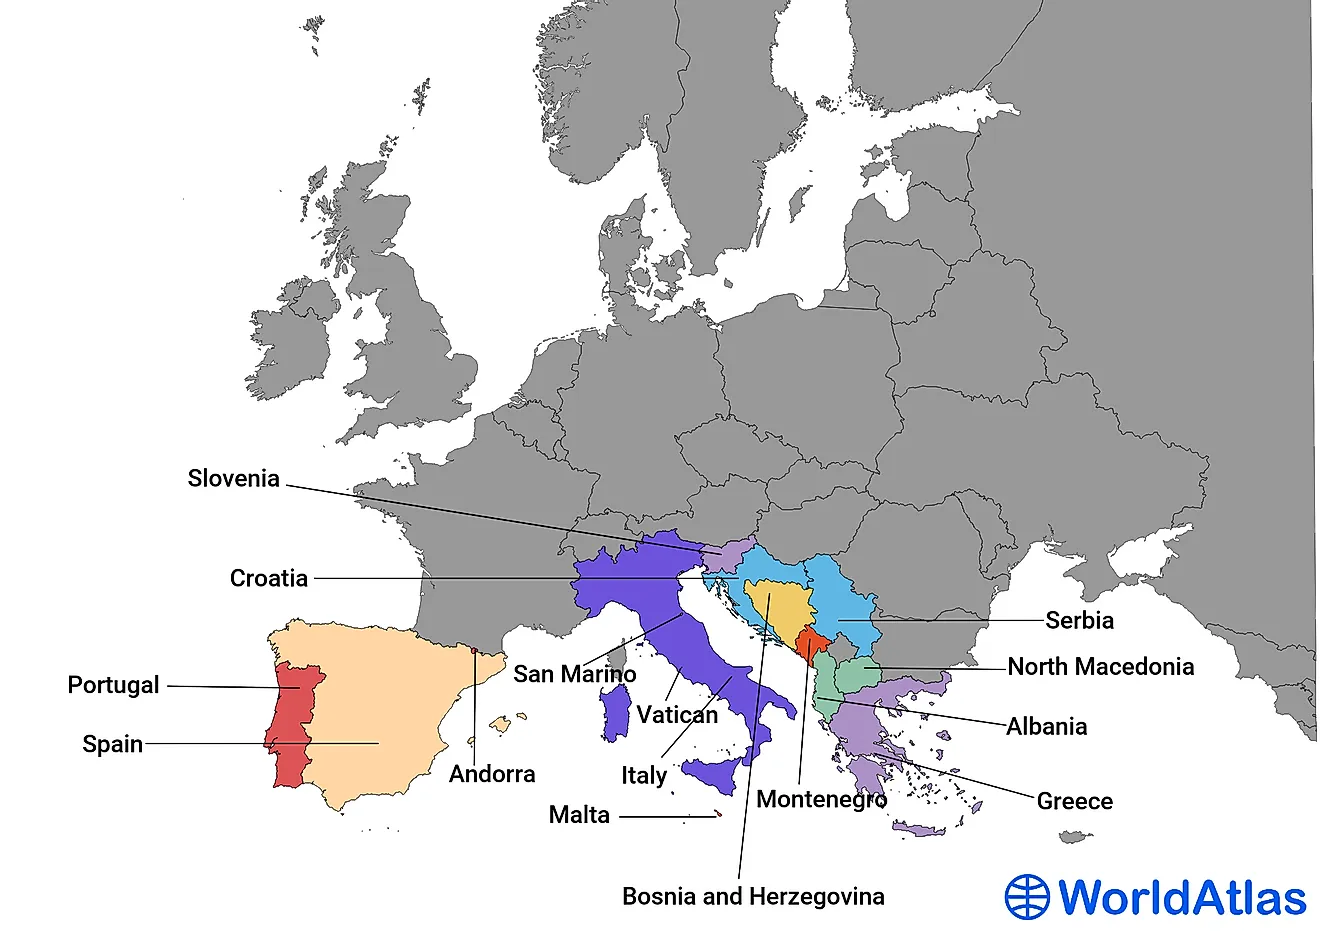 Slovenia
Croatia
Serbia
San Marino
North Macedonia
Portugal
Vatican
Albania
Spain
Andorra
Italy
Montenegro
Greece
Malta
Bosnia and Herzegovina
WorldAtlas